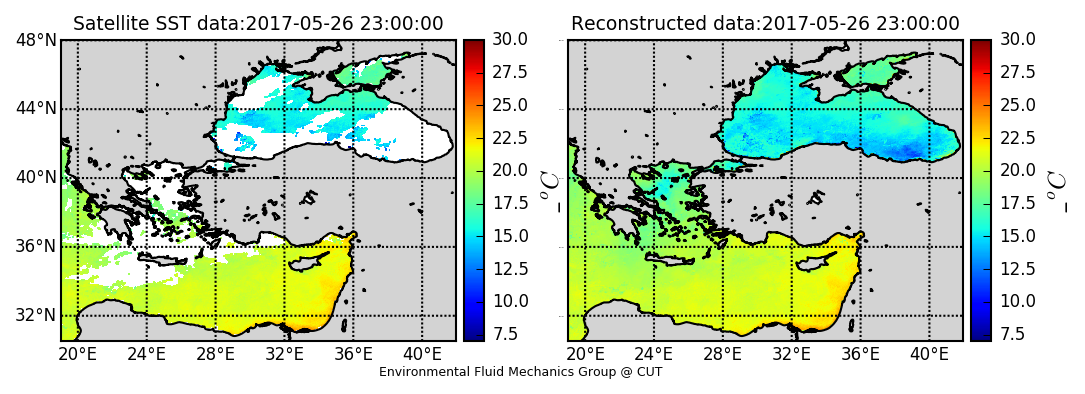 Satellite SST data:2017-05-26 23:00:00
48°N
44°N
40°N
36°N
32°N
20°E 24°E 28°E 32°E 36°E 40°E
30.0
27.5
25.0
22.5
20.0
17.5
15.0
12.5
10.0
7.5
_ °C
Reconstructed data:2017-05-26 23:00:00
20°E 24°E 28°E 32°E 36°E 40°E
30.0
27.5
25.0
22.5
20.0
17.5
15.0
12.5
10.0
7.5
_ °C
Environmental Fluid Mechanics Group @ CUT